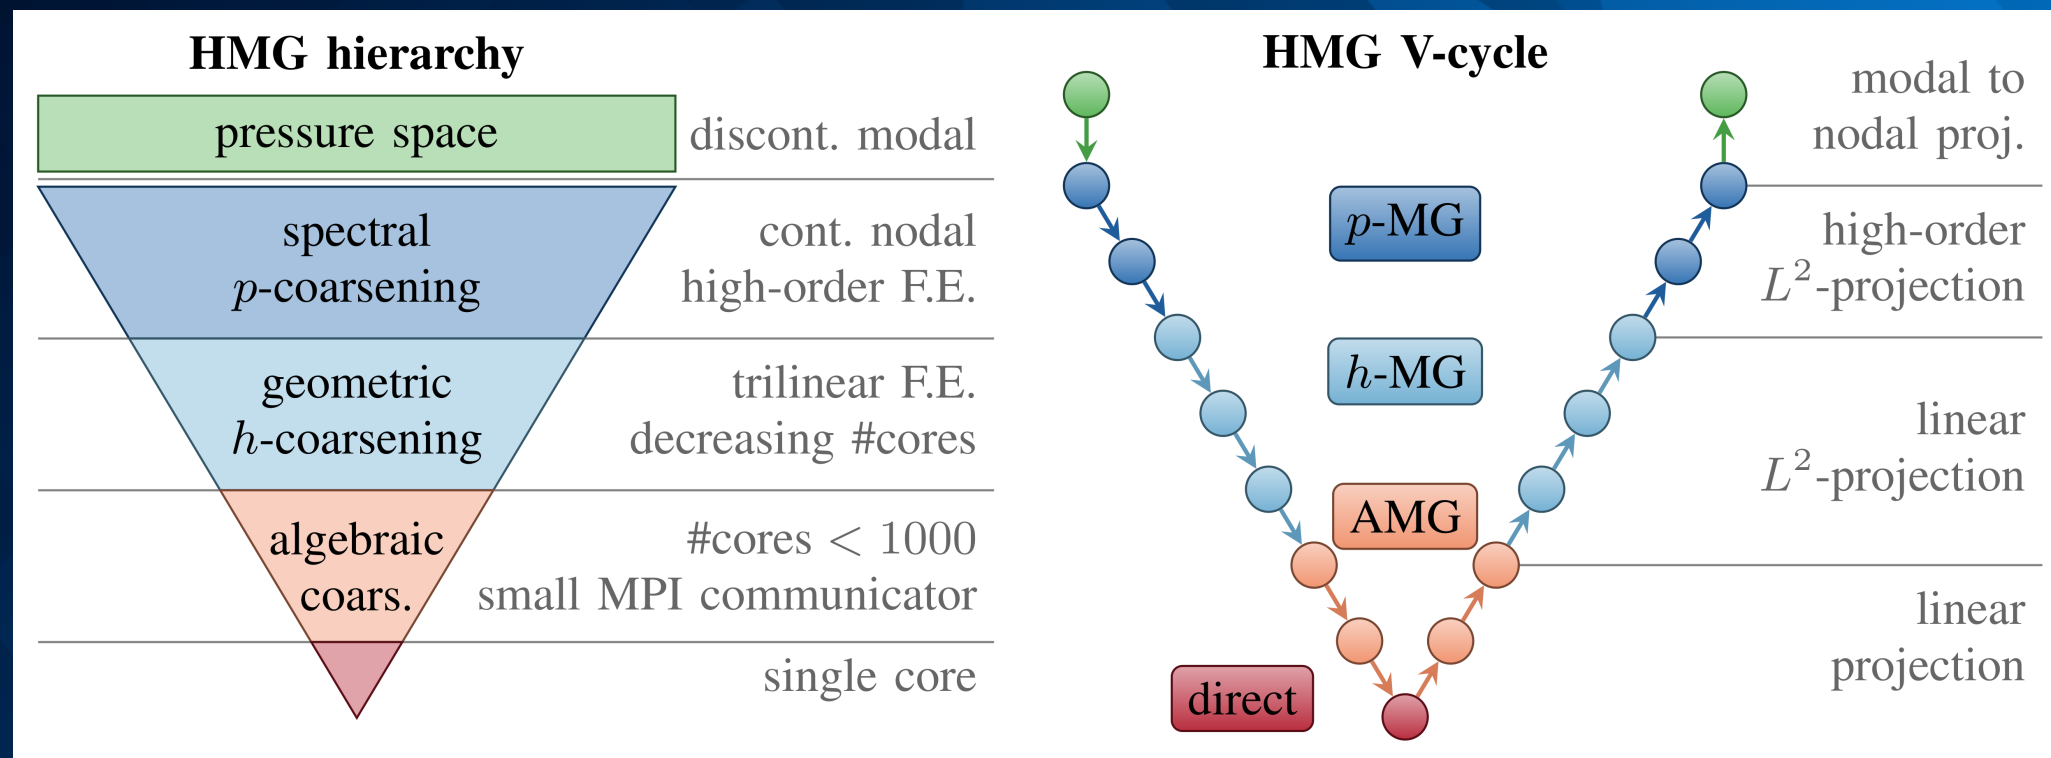 HMG hierarchy
pressure space
discont. modal
spectral
p-coarsening
cont. nodal
high-order F.E.
geometric
h-coarsening
trilinear F.E.
decreasing #cores
algebraic
coars.
#cores < 1000
small MPI communicator
single core
HMG V-cycle
p-MG
h-MG
AMG
direct
modal to
nodal proj.
high-order
L²-projection
linear
L²-projection
linear
projection